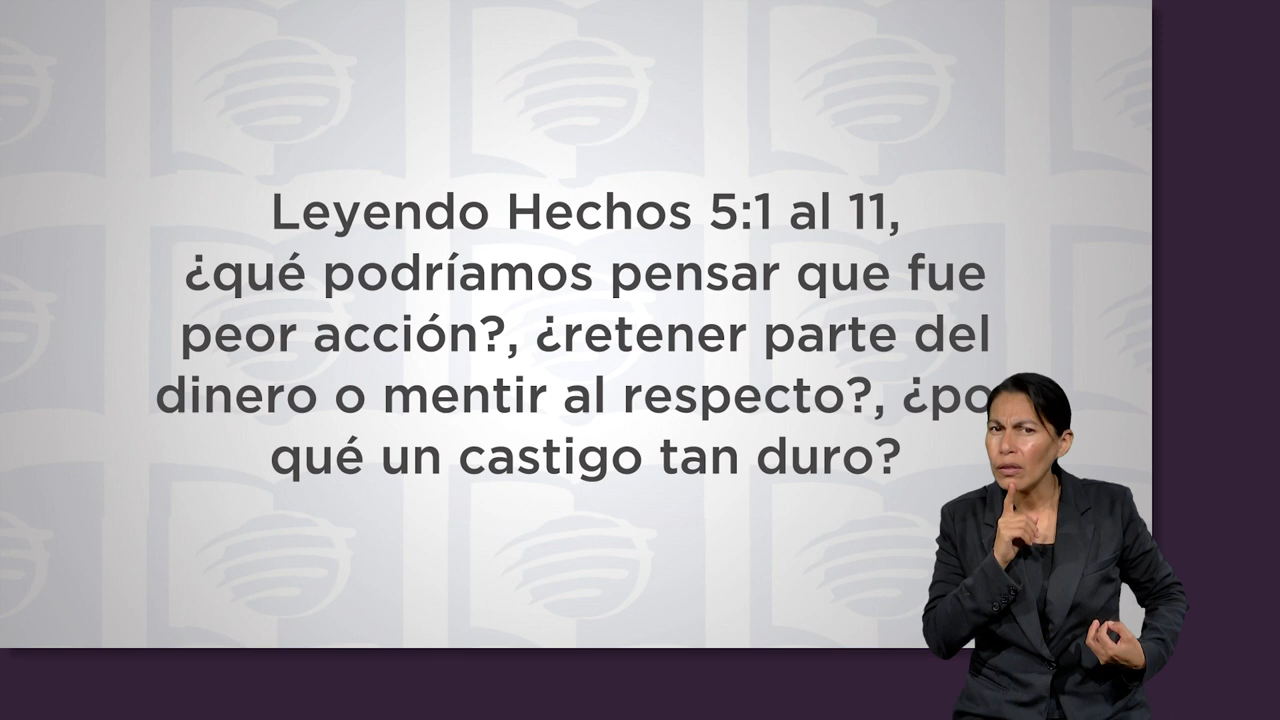 Leyendo Hechos 5:1 al 11,
¿qué podríamos pensar que fue
peor acción?, ¿retener parte del
dinero o mentir al respecto?, ¿po
qué un castigo tan duro?